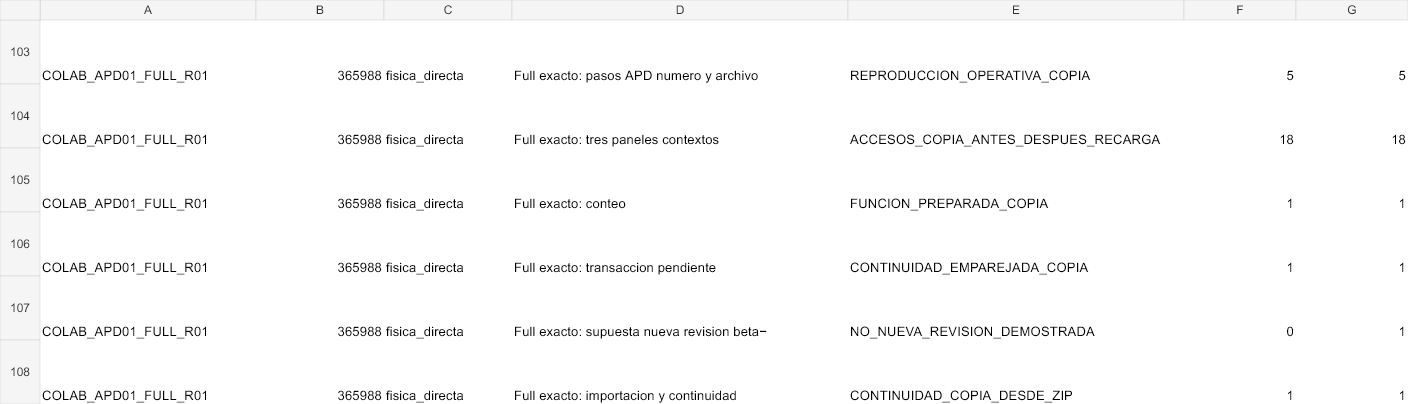 A B C D E F G
103 COLAB_APD01_FULL_R01 365988 fisica_directa Full exacto: pasos APD numero y archivo REPRODUCCION_OPERATIVA_COPIA 5 5
104 COLAB_APD01_FULL_R01 365988 fisica_directa Full exacto: tres paneles contextos ACCESOS_COPIA_ANTES_DESPUES_RECARGA 18 18
105 COLAB_APD01_FULL_R01 365988 fisica_directa Full exacto: conteo FUNCION_PREPARADA_COPIA 1 1
106 COLAB_APD01_FULL_R01 365988 fisica_directa Full exacto: transaccion pendiente CONTINUIDAD_EMPAREJADA_COPIA 1 1
107 COLAB_APD01_FULL_R01 365988 fisica_directa Full exacto: supuesta nueva revision beta− NO_NUEVA_REVISION_DEMOSTRADA 0 1
108 COLAB_APD01_FULL_R01 365988 fisica_directa Full exacto: importacion y continuidad CONTINUIDAD_COPIA_DESDE_ZIP 1 1